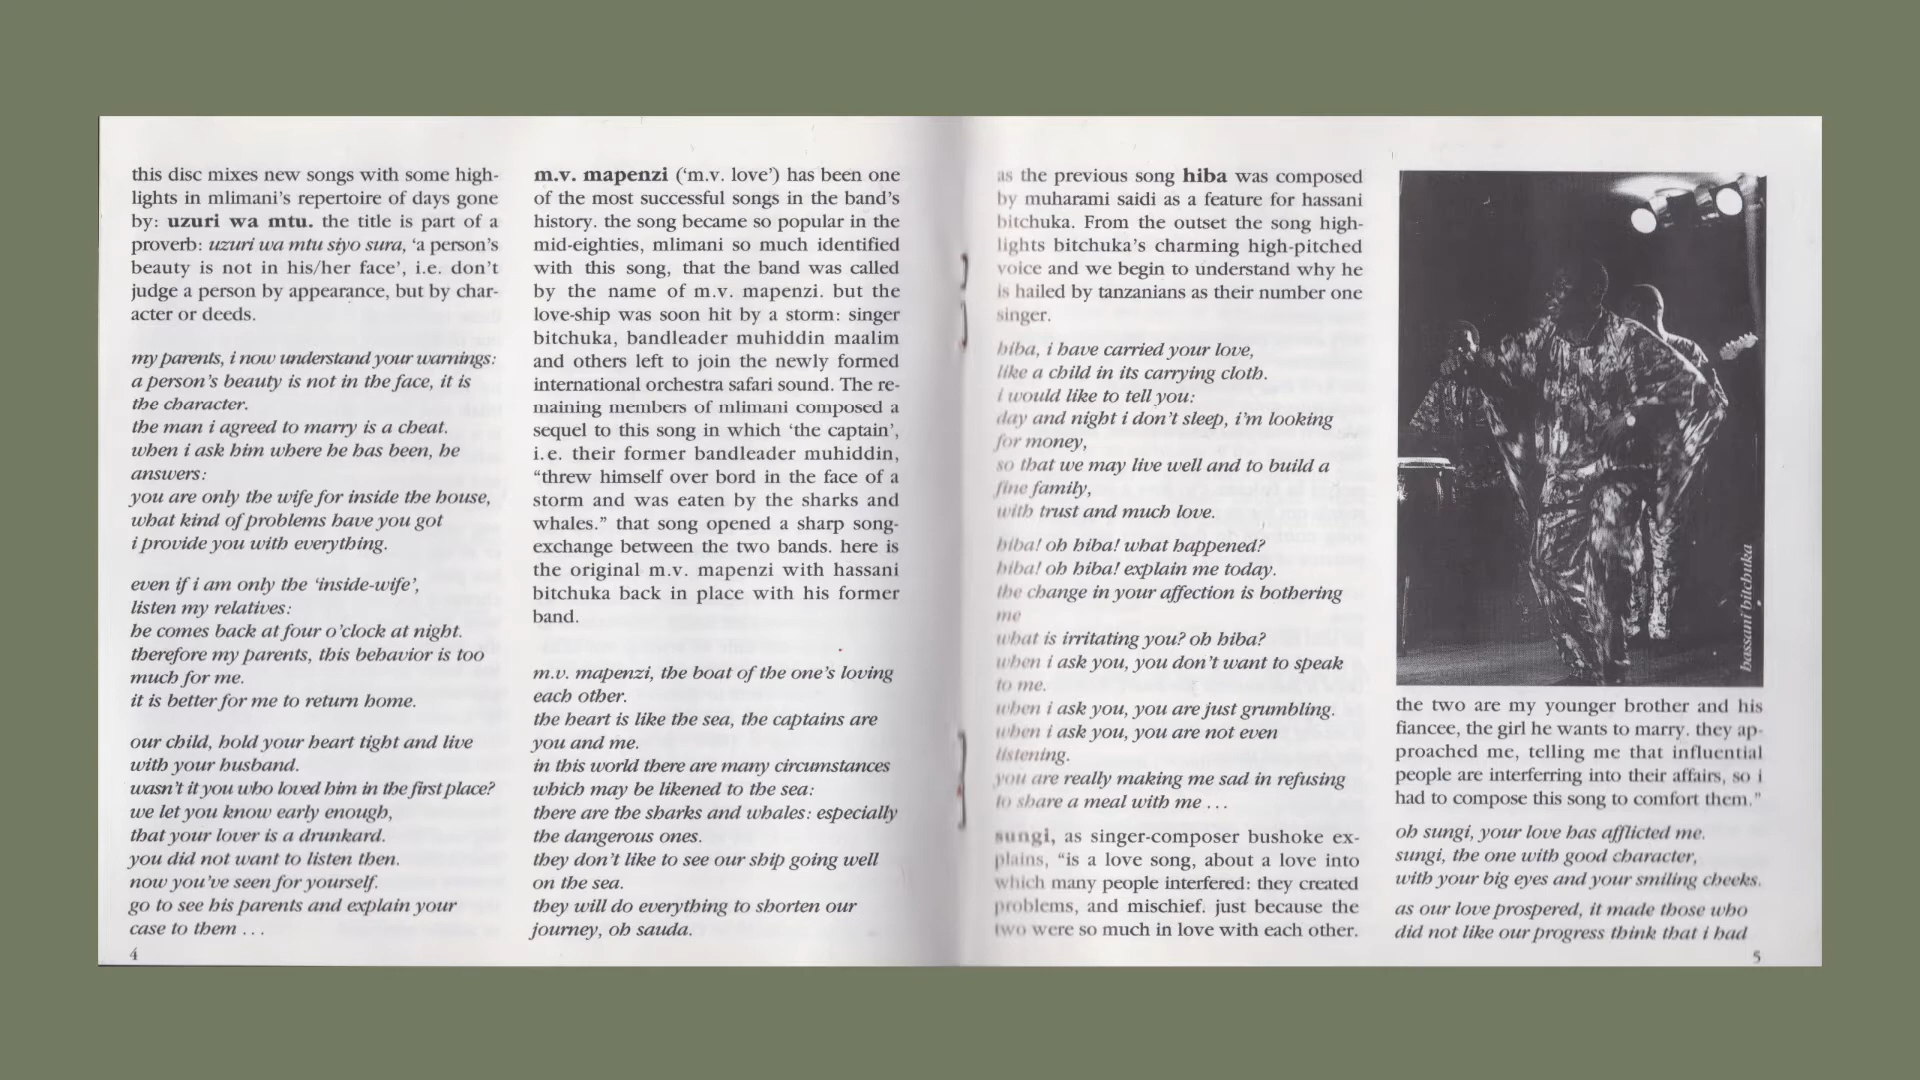 this disc mixes new songs with some high-
lights in mlimani's repertoire of days gone
by: uzuri wa mtu. the title is part of a
proverb: uzuri wa mtu siyo sura, 'a person's
beauty is not in his/her face', i.e. don't
judge a person by appearance, but by char-
acter or deeds.
my parents, i now understand your warnings:
a person's beauty is not in the face, it is
the character.
the man i agreed to marry is a cheat.
when i ask him where he has been, he
answers:
you are only the wife for inside the house,
what kind of problems have you got
i provide you with everything.
even if i am only the 'inside-wife',
listen my relatives:
he comes back at four o'clock at night.
therefore my parents, this behavior is too
much for me.
it is better for me to return home.
our child, hold your heart tight and live
with your husband.
wasn't it you who loved him in the first place?
we let you know early enough,
that your lover is a drunkard.
you did not want to listen then.
now you've seen for yourself.
go to see his parents and explain your
case to them ...
4
m.v. mapenzi ('m.v. love') has been one
of the most successful songs in the band's
history. the song became so popular in the
mid-eighties, mlimani so much identified
with this song, that the band was called
by the name of m.v. mapenzi. but the
love-ship was soon hit by a storm: singer
bitchuka, bandleader muhiddin maalim
and others left to join the newly formed
international orchestra safari sound. The re-
maining members of mlimani composed a
sequel to this song in which 'the captain',
i.e. their former bandleader muhiddin,
"threw himself over bord in the face of a
storm and was eaten by the sharks and
whales." that song opened a sharp song-
exchange between the two bands. here is
the original m.v. mapenzi with hassani
bitchuka back in place with his former
band.
m.v. mapenzi, the boat of the one's loving
each other.
the heart is like the sea, the captains are
you and me.
in this world there are many circumstances
which may be likened to the sea:
there are the sharks and whales: especially
the dangerous ones.
they don't like to see our ship going well
on the sea.
they will do everything to shorten our
journey, oh sauda.
as the previous song hiba was composed
by muharami saidi as a feature for hassani
bitchuka. From the outset the song high-
lights bitchuka's charming high-pitched
voice and we begin to understand why he
is hailed by tanzanians as their number one
singer.
hiba, i have carried your love,
like a child in its carrying cloth.
i would like to tell you:
day and night i don't sleep, i'm looking
for money,
so that we may live well and to build a
fine family,
with trust and much love.
hiba! oh hiba! what happened?
hiba! oh hiba! explain me today.
the change in your affection is bothering
me
what is irritating you? oh hiba?
when i ask you, you don't want to speak
to me.
when i ask you, you are just grumbling.
when i ask you, you are not even
listening.
you are really making me sad in refusing
to share a meal with me ...
sungi, as singer-composer bushoke ex-
plains, "is a love song, about a love into
which many people interfered: they created
problems, and mischief. just because the
two were so much in love with each other.
hassani bitchuka
the two are my younger brother and his
fiancee, the girl he wants to marry. they ap-
proached me, telling me that influential
people are interferring into their affairs, so i
had to compose this song to comfort them."
oh sungi, your love has afflicted me.
sungi, the one with good character,
with your big eyes and your smiling cheeks.
as our love prospered, it made those who
did not like our progress think that i had
5